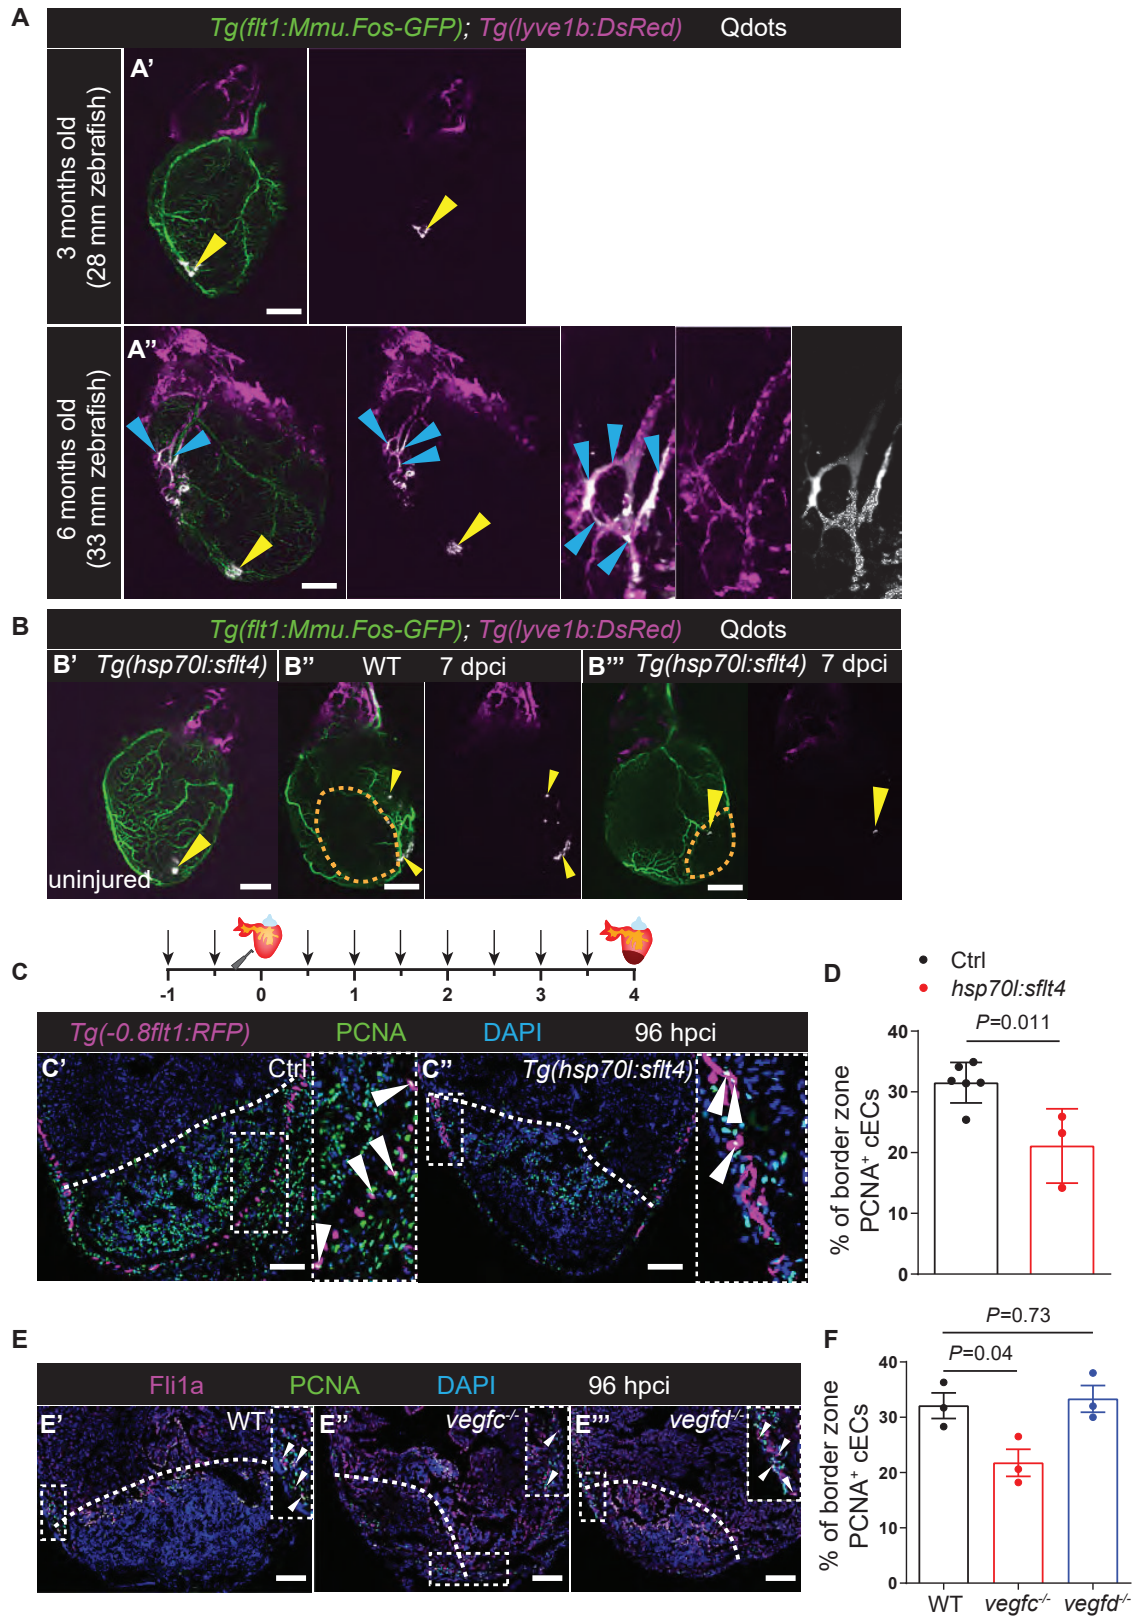 A
Tg(flt1:Mmu.Fos-GFP); Tg(lyve1b:DsRed) Qdots
3 months old
(28 mm zebrafish)
A'
6 months old
(33 mm zebrafish)
A''
B
Tg(flt1:Mmu.Fos-GFP); Tg(lyve1b:DsRed) Qdots
B' Tg(hsp70l:sflt4)
B'' WT 7 dpci
B''' Tg(hsp70l:sflt4) 7 dpci
uninjured
C
-1 0 1 2 3 4
Tg(-0.8flt1:RFP) PCNA DAPI 96 hpci
C' Ctrl
C'' Tg(hsp70l:sflt4)
D
Ctrl
hsp70l:sflt4
P=0.011
% of border zone
PCNA+ cECs
40
30
20
10
0
E
Fli1a PCNA DAPI 96 hpci
E' WT
E'' vegfc-/-
E''' vegfd-/-
F
P=0.73
P=0.04
% of border zone
PCNA+ cECs
40
30
20
10
0
WT vegfc-/- vegfd-/-